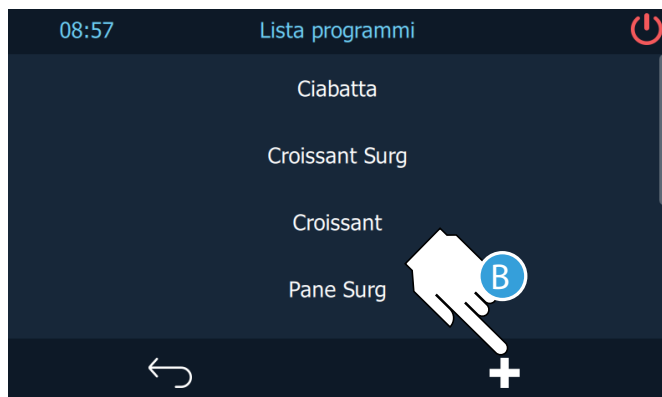 08:57 Lista programmi
Ciabatta
Croissant Surg
Croissant
Pane Surg
B